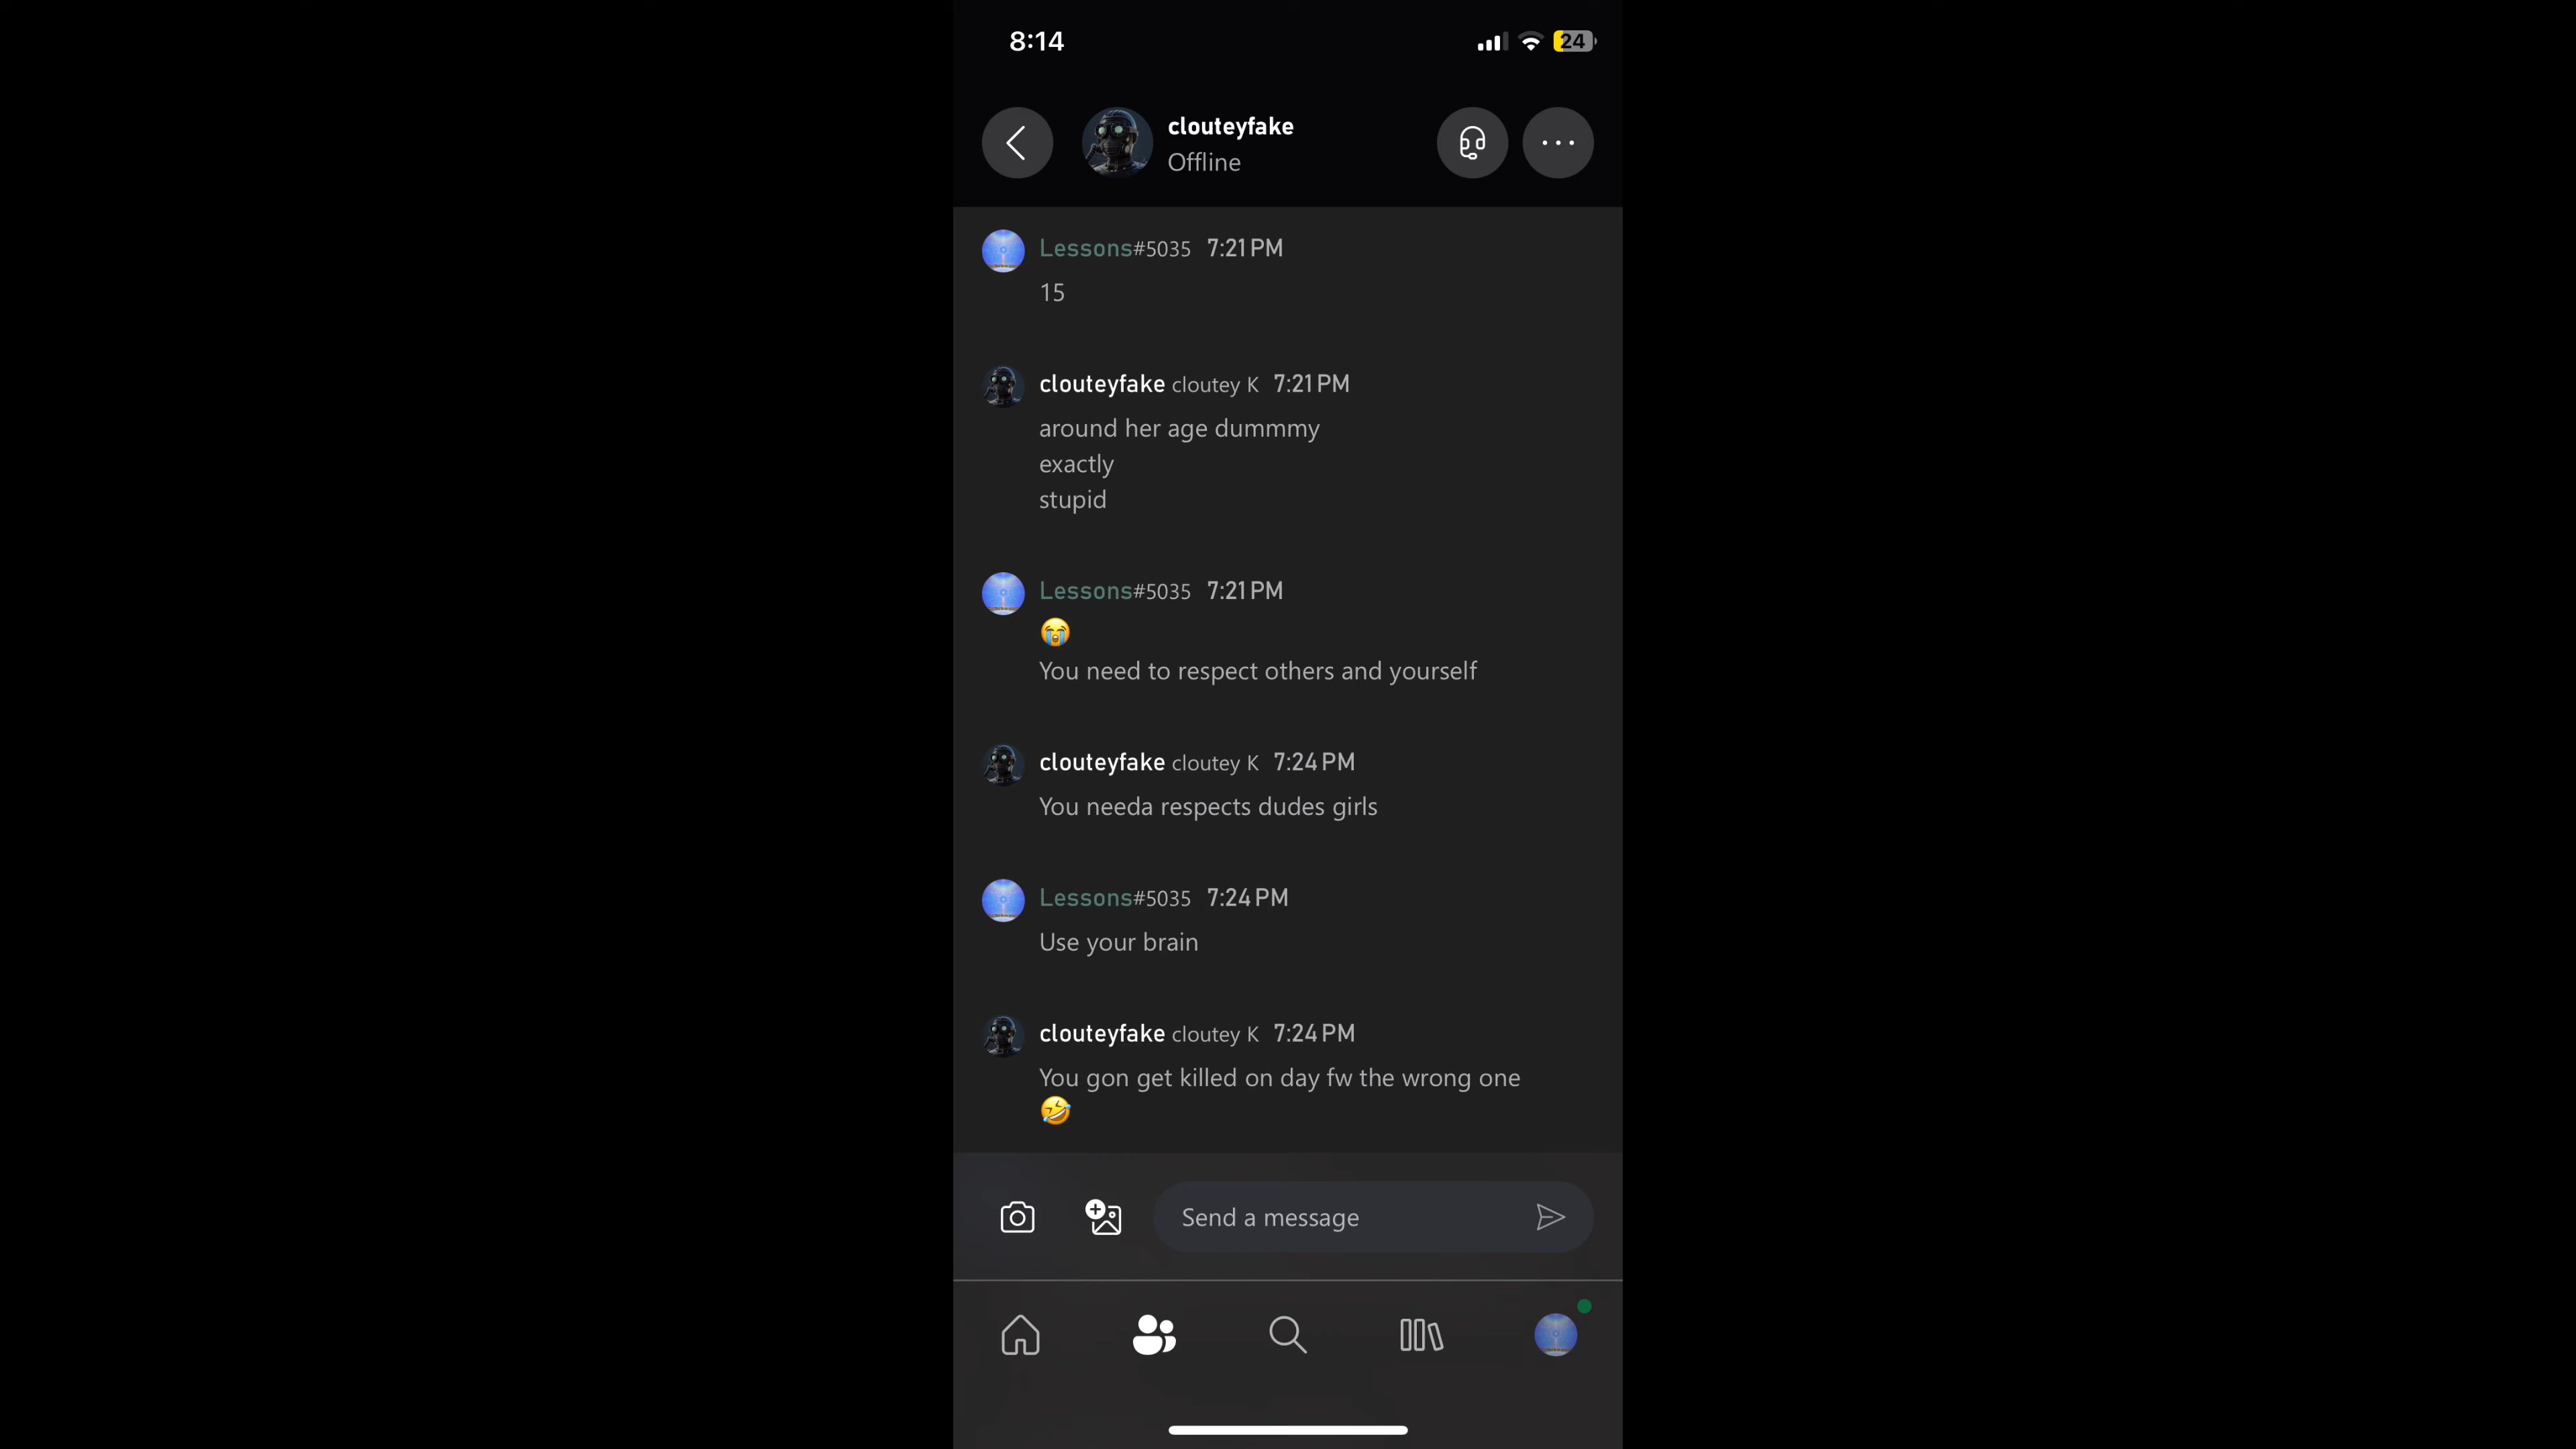 8:14
24
clouteyfake
Offline
Lessons#5035 7:21 PM
15
clouteyfake cloutey K 7:21 PM
around her age dummmy
exactly
stupid
Lessons#5035 7:21 PM
😭
You need to respect others and yourself
clouteyfake cloutey K 7:24 PM
You needa respects dudes girls
Lessons#5035 7:24 PM
Use your brain
clouteyfake cloutey K 7:24 PM
You gon get killed on day fw the wrong one
🤣
Send a message